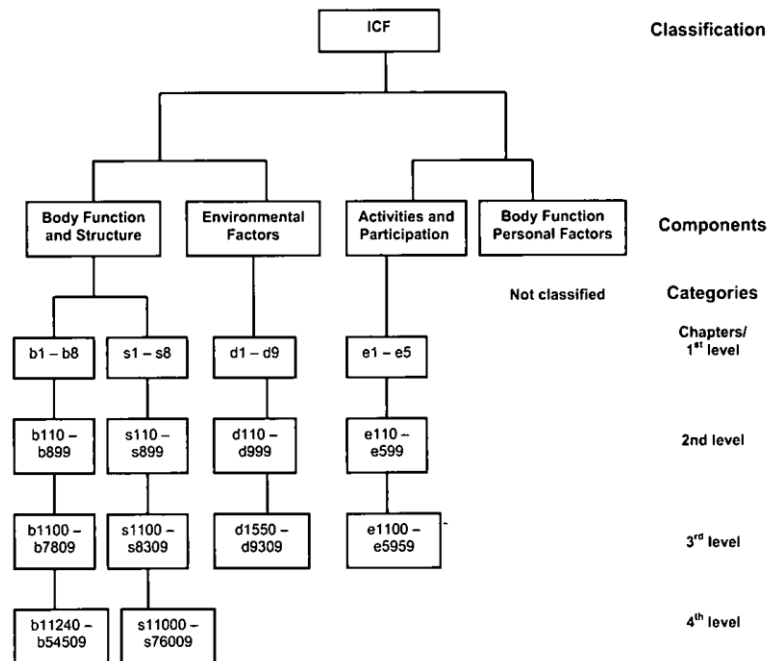 ICF
Classification
Body Function
and Structure
Environmental
Factors
Activities and
Participation
Body Function
Personal Factors
Components
Not classified
Categories
b1 – b8
s1 – s8
d1 – d9
e1 – e5
Chapters/
1st level
b110 –
b899
s110 –
s899
d110 –
d999
e110 –
e599
2nd level
b1100 –
b7809
s1100 –
s8309
d1550 –
d9309
e1100 –
e5959
3rd level
b11240 –
b54509
s11000 –
s76009
4th level